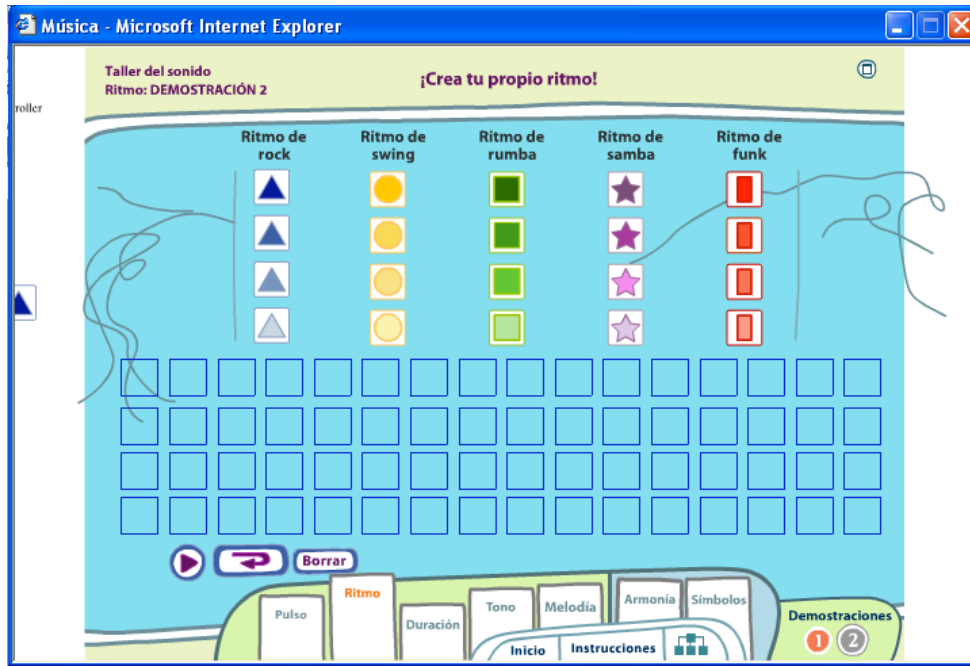 Música - Microsoft Internet Explorer
Taller del sonido
Ritmo: DEMOSTRACIÓN 2
¡Crea tu propio ritmo!
troller
Ritmo de rock
Ritmo de swing
Ritmo de rumba
Ritmo de samba
Ritmo de funk
Borrar
Pulso
Ritmo
Duración
Tono
Melodía
Armonía
Símbolos
Inicio
Instrucciones
Demostraciones
1
2